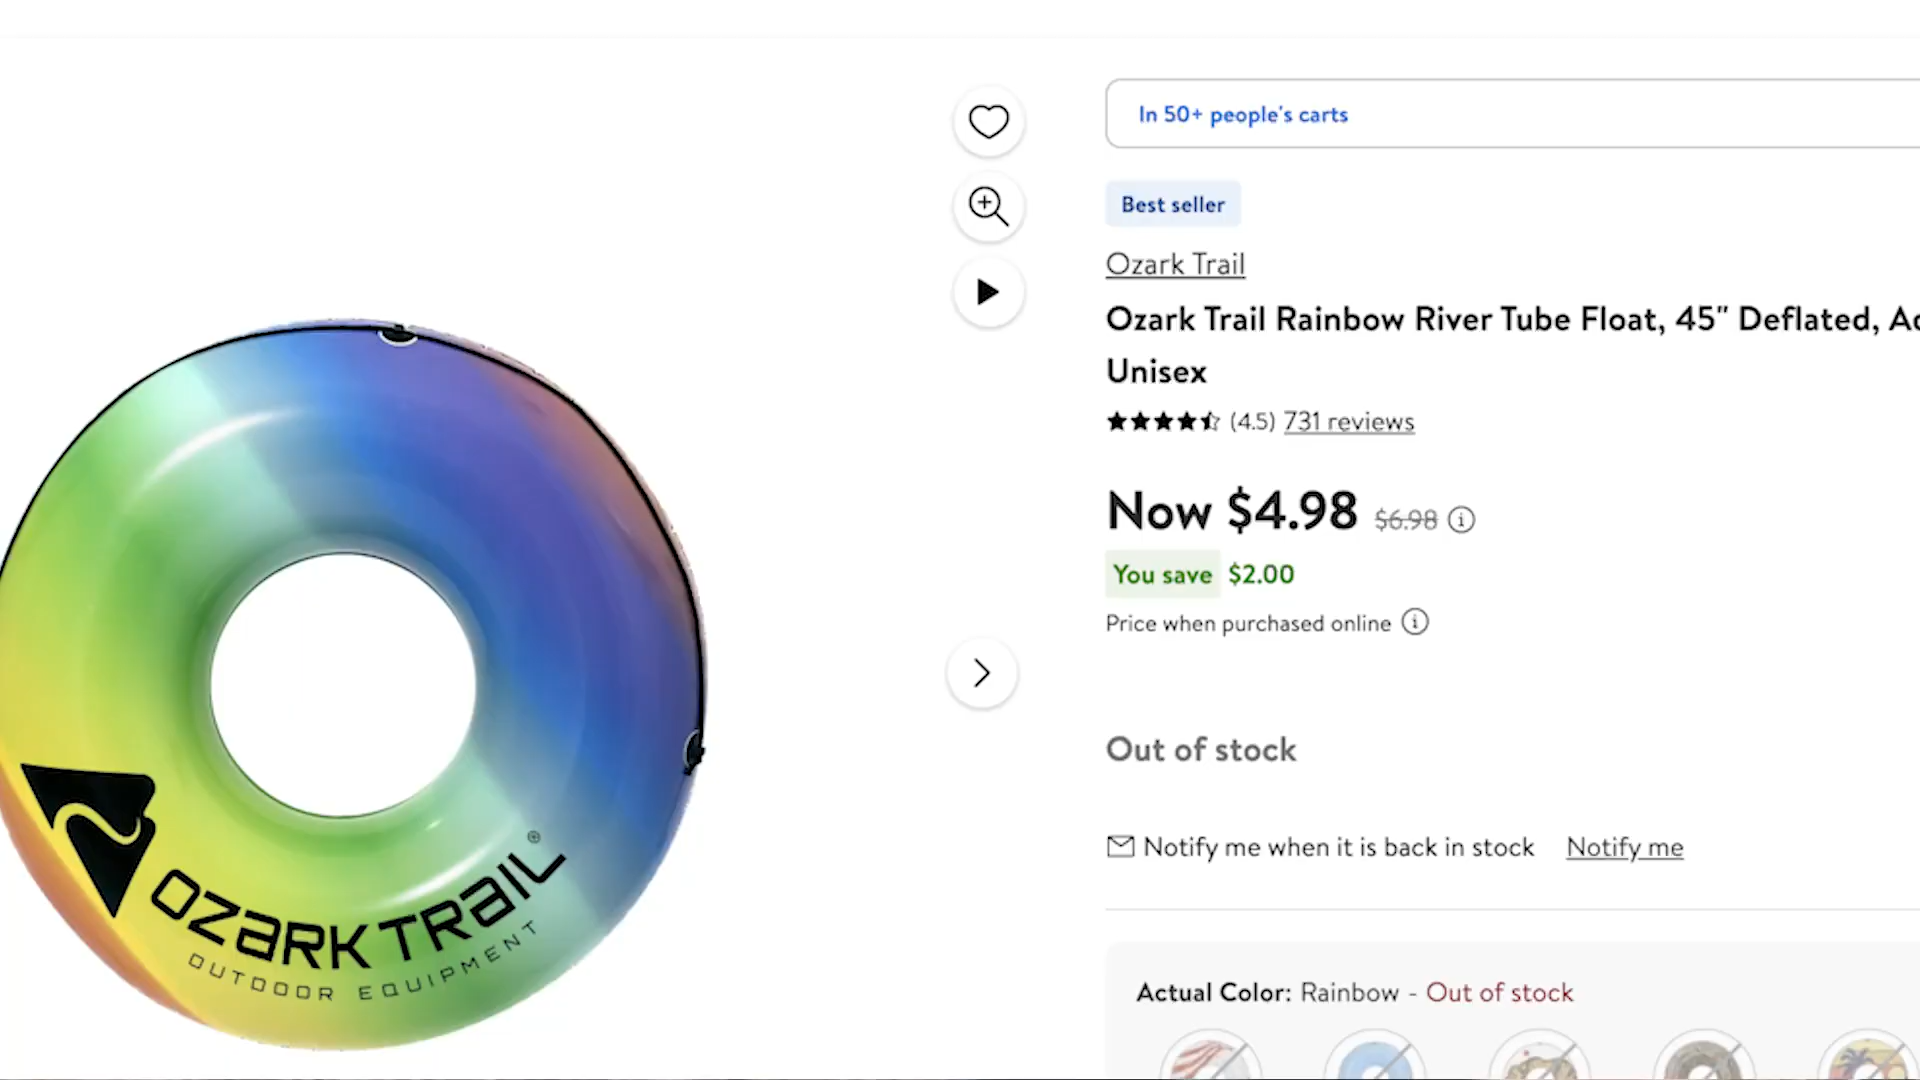 In 50+ people's carts
Best seller
Ozark Trail
Ozark Trail Rainbow River Tube Float, 45" Deflated,
Unisex
(4.5) 731 reviews
Now $4.98 $6.98
You save $2.00
Price when purchased online
Out of stock
Notify me when it is back in stock Notify me
Actual Color: Rainbow - Out of stock
OZARK TRAIL ®
OUTDOOR EQUIPMENT